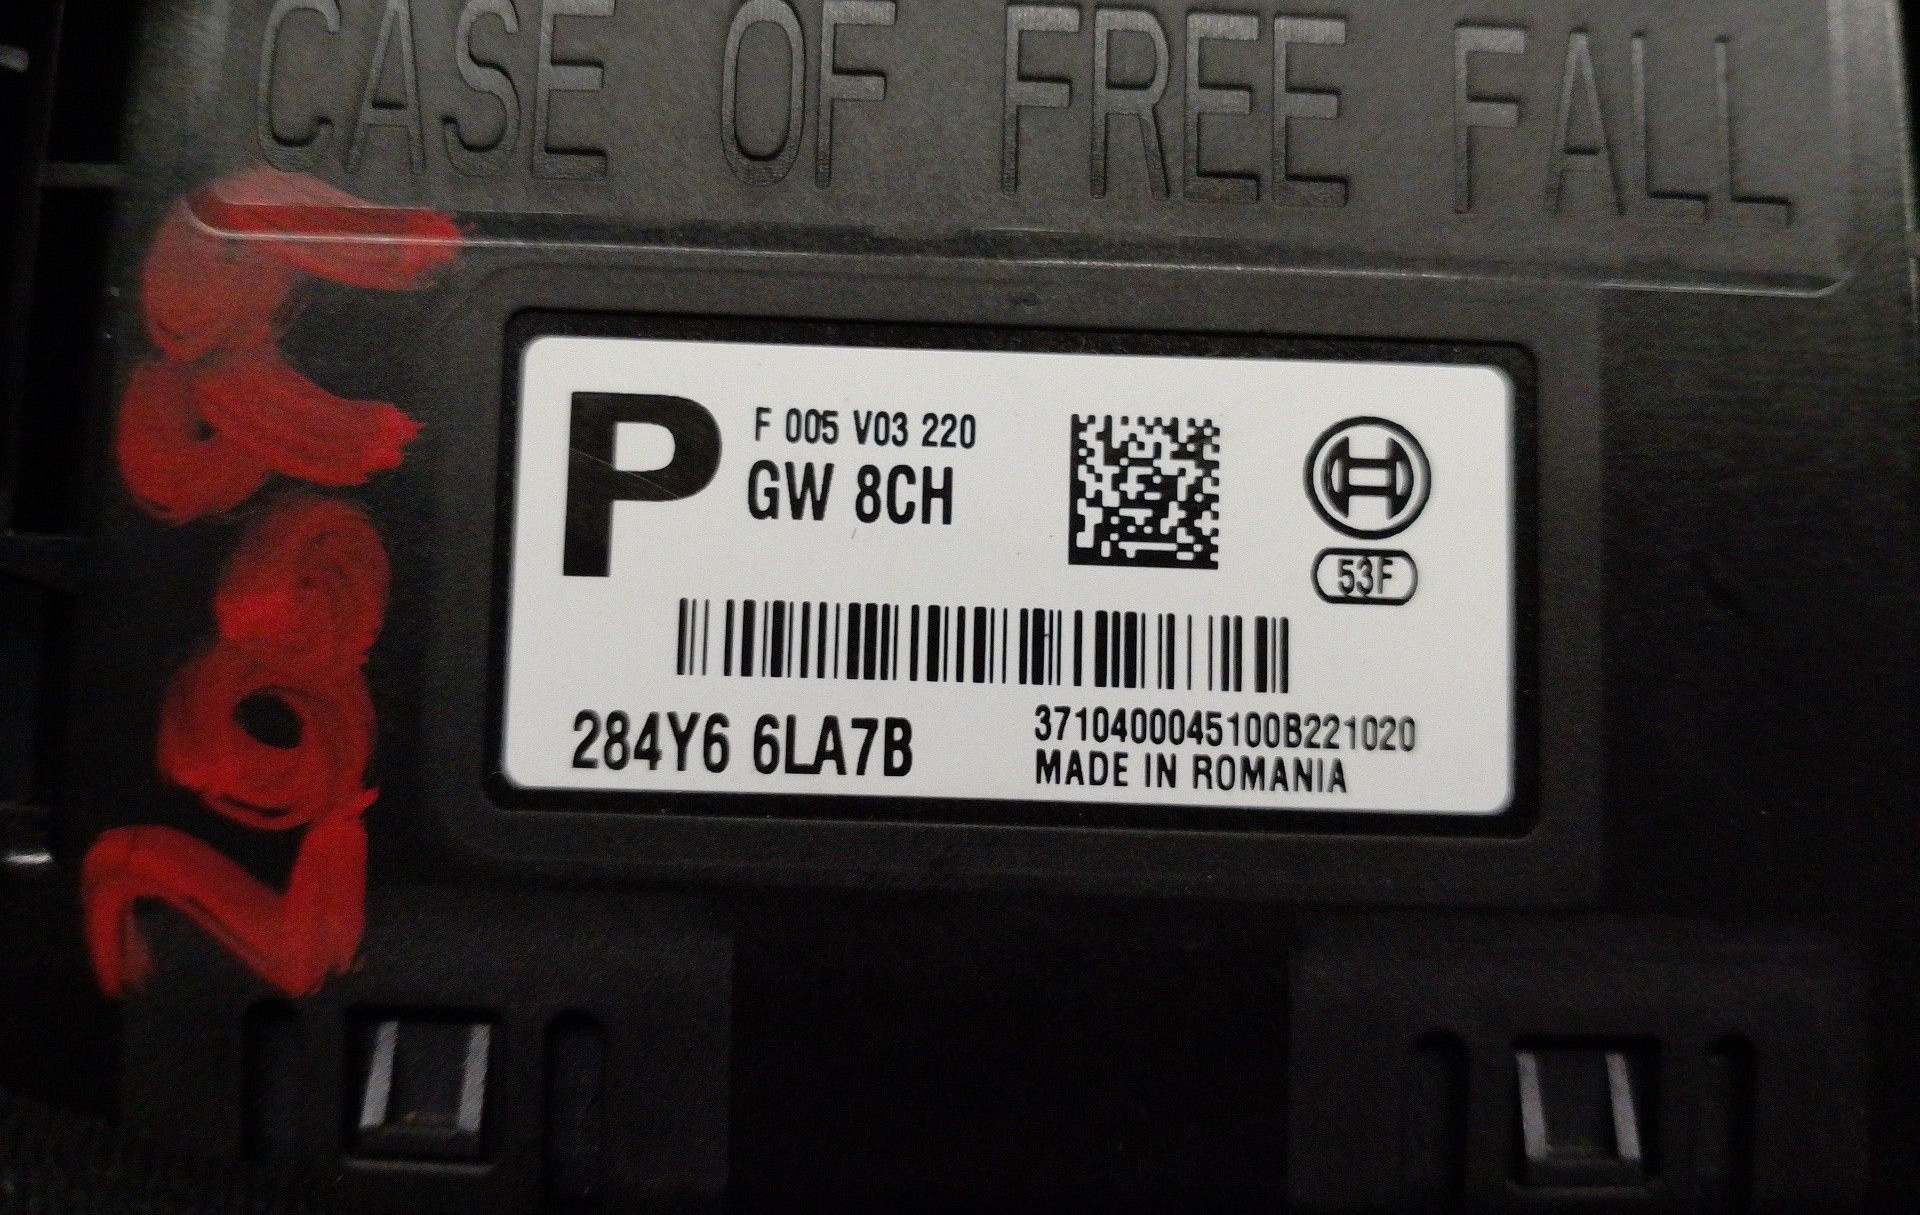 CASE OF FREE FALL
P
F 005 V03 220
GW 8CH
53F
284Y6 6LA7B
3710400045100B221020
MADE IN ROMANIA